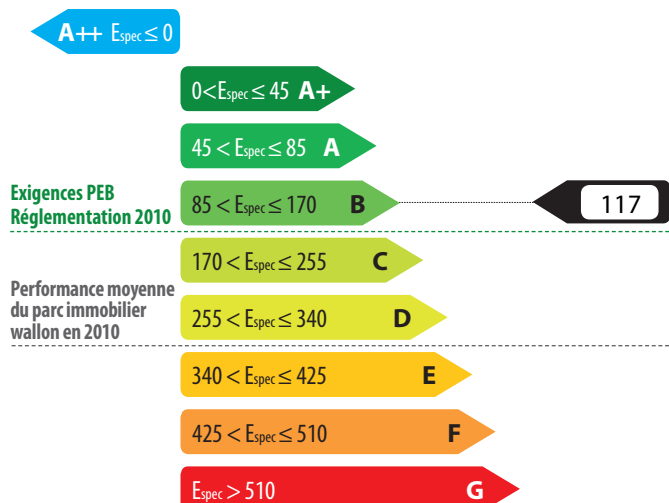 A++ Espec ≤ 0
0<Espec ≤ 45 A+
45 < Espec ≤ 85 A
Exigences PEB
Réglementation 2010
85 < Espec ≤ 170 B
117
170 < Espec ≤ 255 C
Performance moyenne
du parc immobilier
wallon en 2010
255 < Espec ≤ 340 D
340 < Espec ≤ 425 E
425 < Espec ≤ 510 F
Espec > 510 G